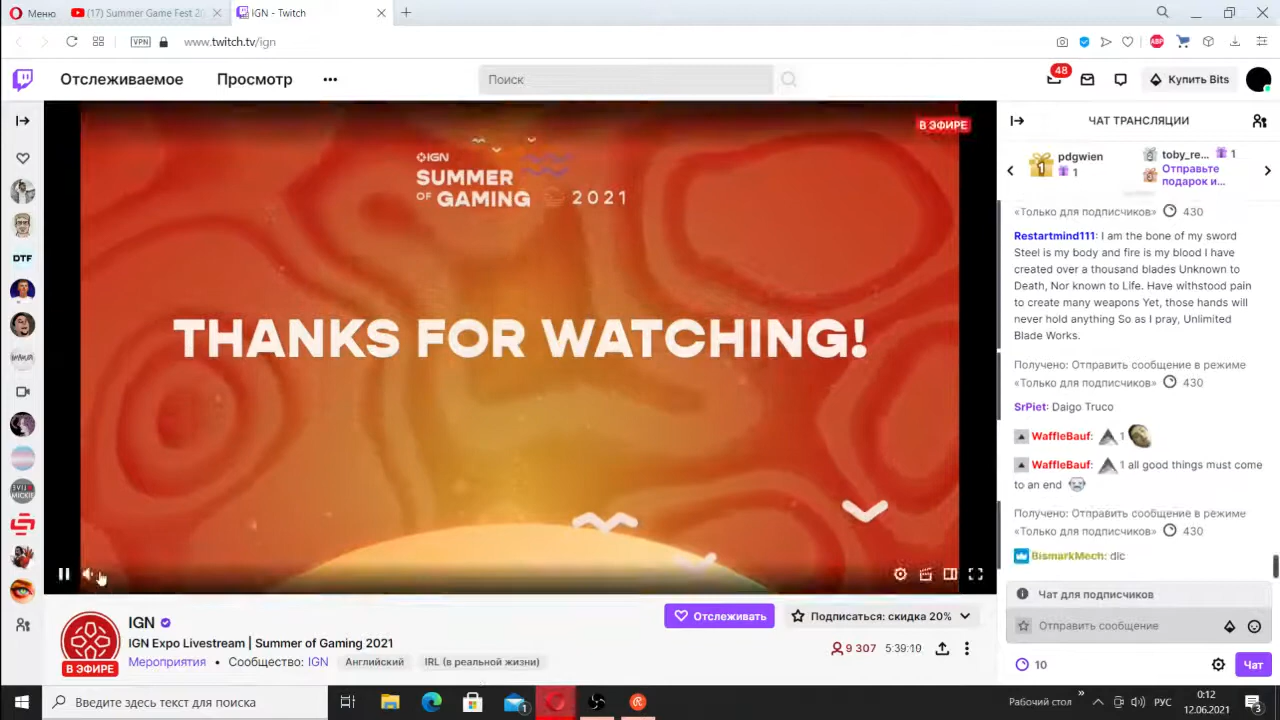 Меню
(17) Summer Game Fest 20
IGN - Twitch
VPN
www.twitch.tv/ign
ABP
Отслеживаемое
Просмотр
Поиск
48
Купить Bits
В ЭФИРЕ
IGN
SUMMER
OF GAMING 2021
THANKS FOR WATCHING!
DTF
ЧАТ ТРАНСЛЯЦИИ
1
pdgwien
1
toby_re...
1
Отправьте
подарок и...
«Только для подписчиков» 430
Restartmind111: I am the bone of my sword
Steel is my body and fire is my blood I have
created over a thousand blades Unknown to
Death, Nor known to Life. Have withstood pain
to create many weapons Yet, those hands will
never hold anything So as I pray, Unlimited
Blade Works.
Получено: Отправить сообщение в режиме
«Только для подписчиков» 430
SrPiet: Daigo Truco
WaffleBauf: 1
WaffleBauf: 1 all good things must come
to an end
Получено: Отправить сообщение в режиме
«Только для подписчиков» 430
BismarkMech: dlc
Чат для подписчиков
Отправить сообщение
10
Чат
IGN
Отслеживать
Подписаться: скидка 20%
IGN Expo Livestream | Summer of Gaming 2021
В ЭФИРЕ
Мероприятия • Сообщество: IGN
Английский
IRL (в реальной жизни)
9 307
5:39:10
Введите здесь текст для поиска
1
Рабочий стол
РУС
0:12
12.06.2021
3